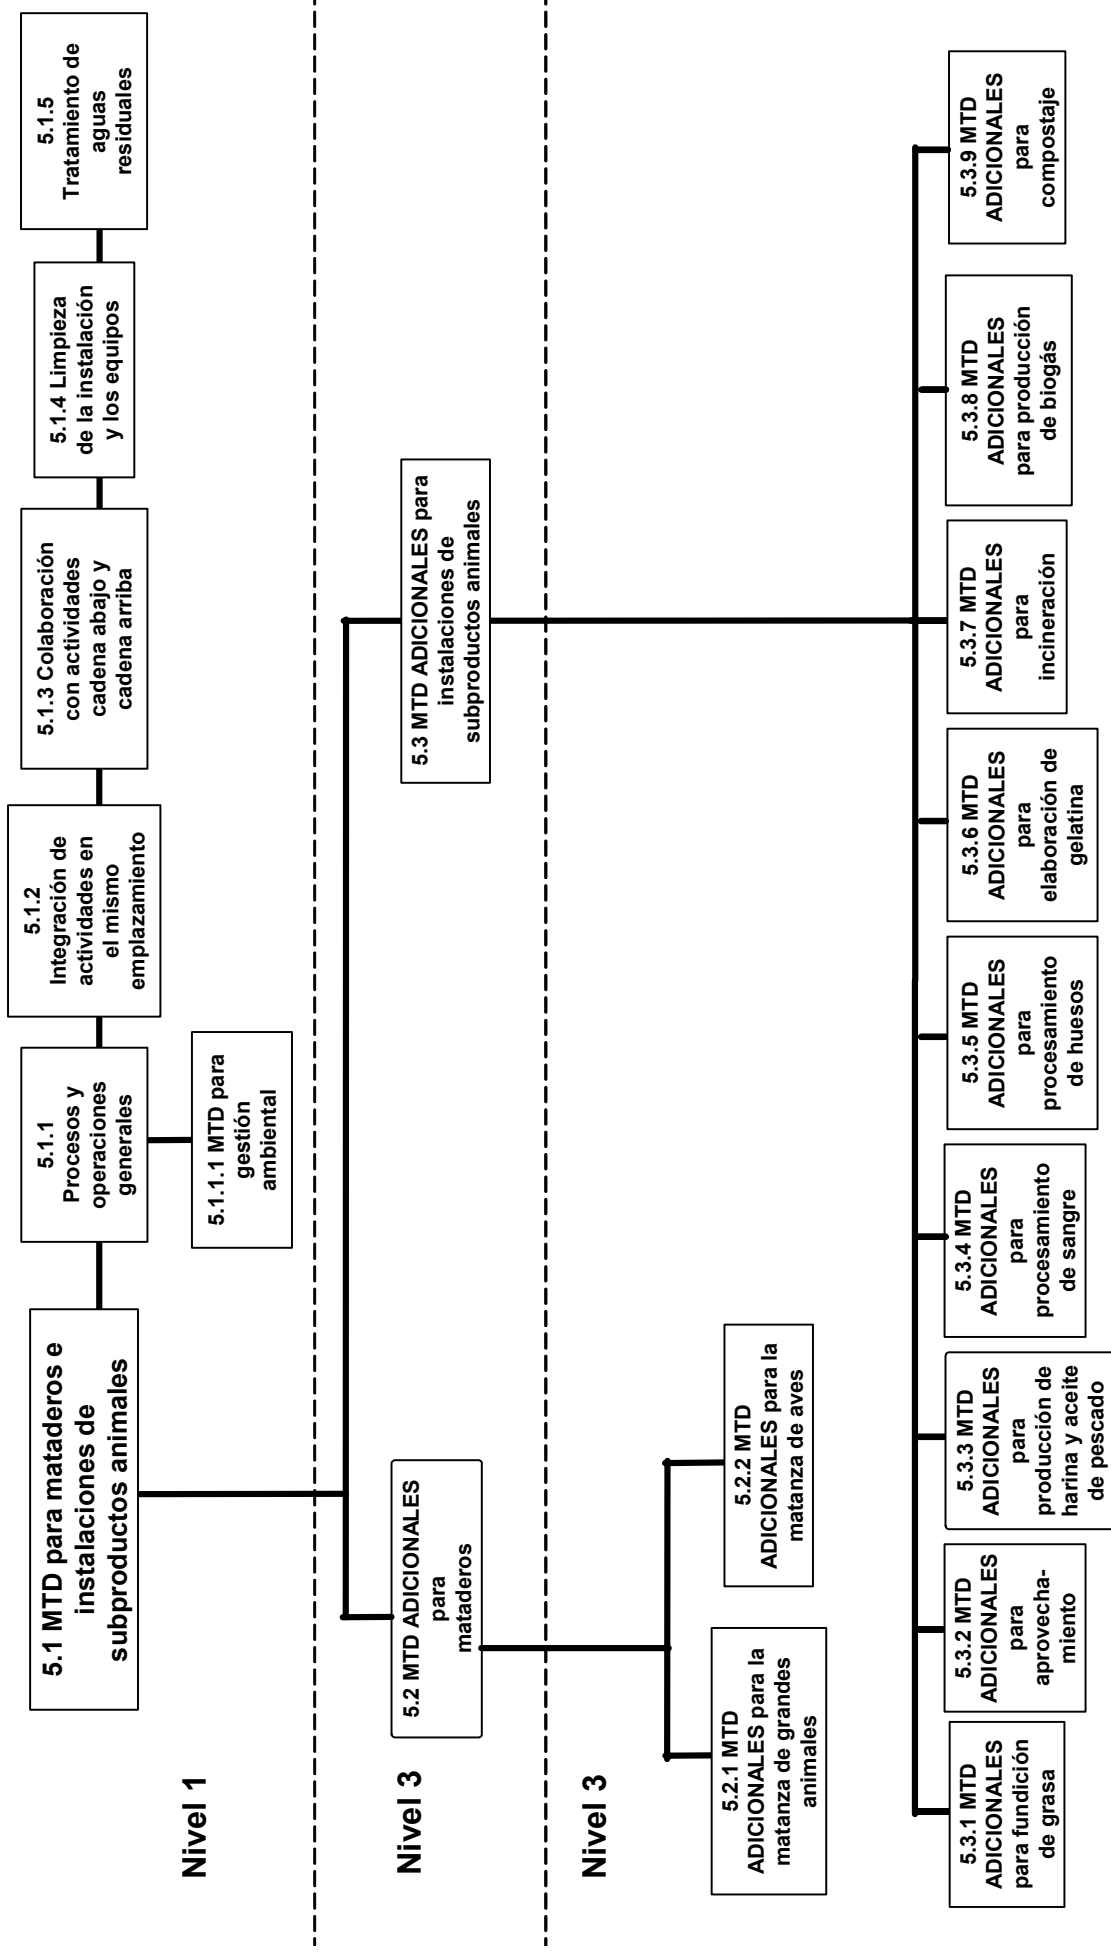 Nivel 1
5.1 MTD para mataderos e
instalaciones de
subproductos animales
5.1.1
Procesos y
operaciones
generales
5.1.1.1 MTD para
gestión
ambiental
5.1.2
Integración de
actividades en
el mismo
emplazamiento
5.1.3 Colaboración
con actividades
cadena abajo y
cadena arriba
5.1.4 Limpieza
de la instalación
y los equipos
5.1.5
Tratamiento de
aguas
residuales
Nivel 3
5.2 MTD ADICIONALES
para
mataderos
5.3 MTD ADICIONALES para
instalaciones de
subproductos animales
Nivel 3
5.2.1 MTD
ADICIONALES para la
matanza de grandes
animales
5.2.2 MTD
ADICIONALES para la
matanza de aves
5.3.1 MTD
ADICIONALES
para fundición
de grasa
5.3.2 MTD
ADICIONALES
para
aprovecha-
miento
5.3.3 MTD
ADICIONALES
para
producción de
harina y aceite
de pescado
5.3.4 MTD
ADICIONALES
para
procesamiento
de sangre
5.3.5 MTD
ADICIONALES
para
procesamiento
de huesos
5.3.6 MTD
ADICIONALES
para
elaboración de
gelatina
5.3.7 MTD
ADICIONALES
para
incineración
5.3.8 MTD
ADICIONALES
para producción
de biogás
5.3.9 MTD
ADICIONALES
para
compostaje